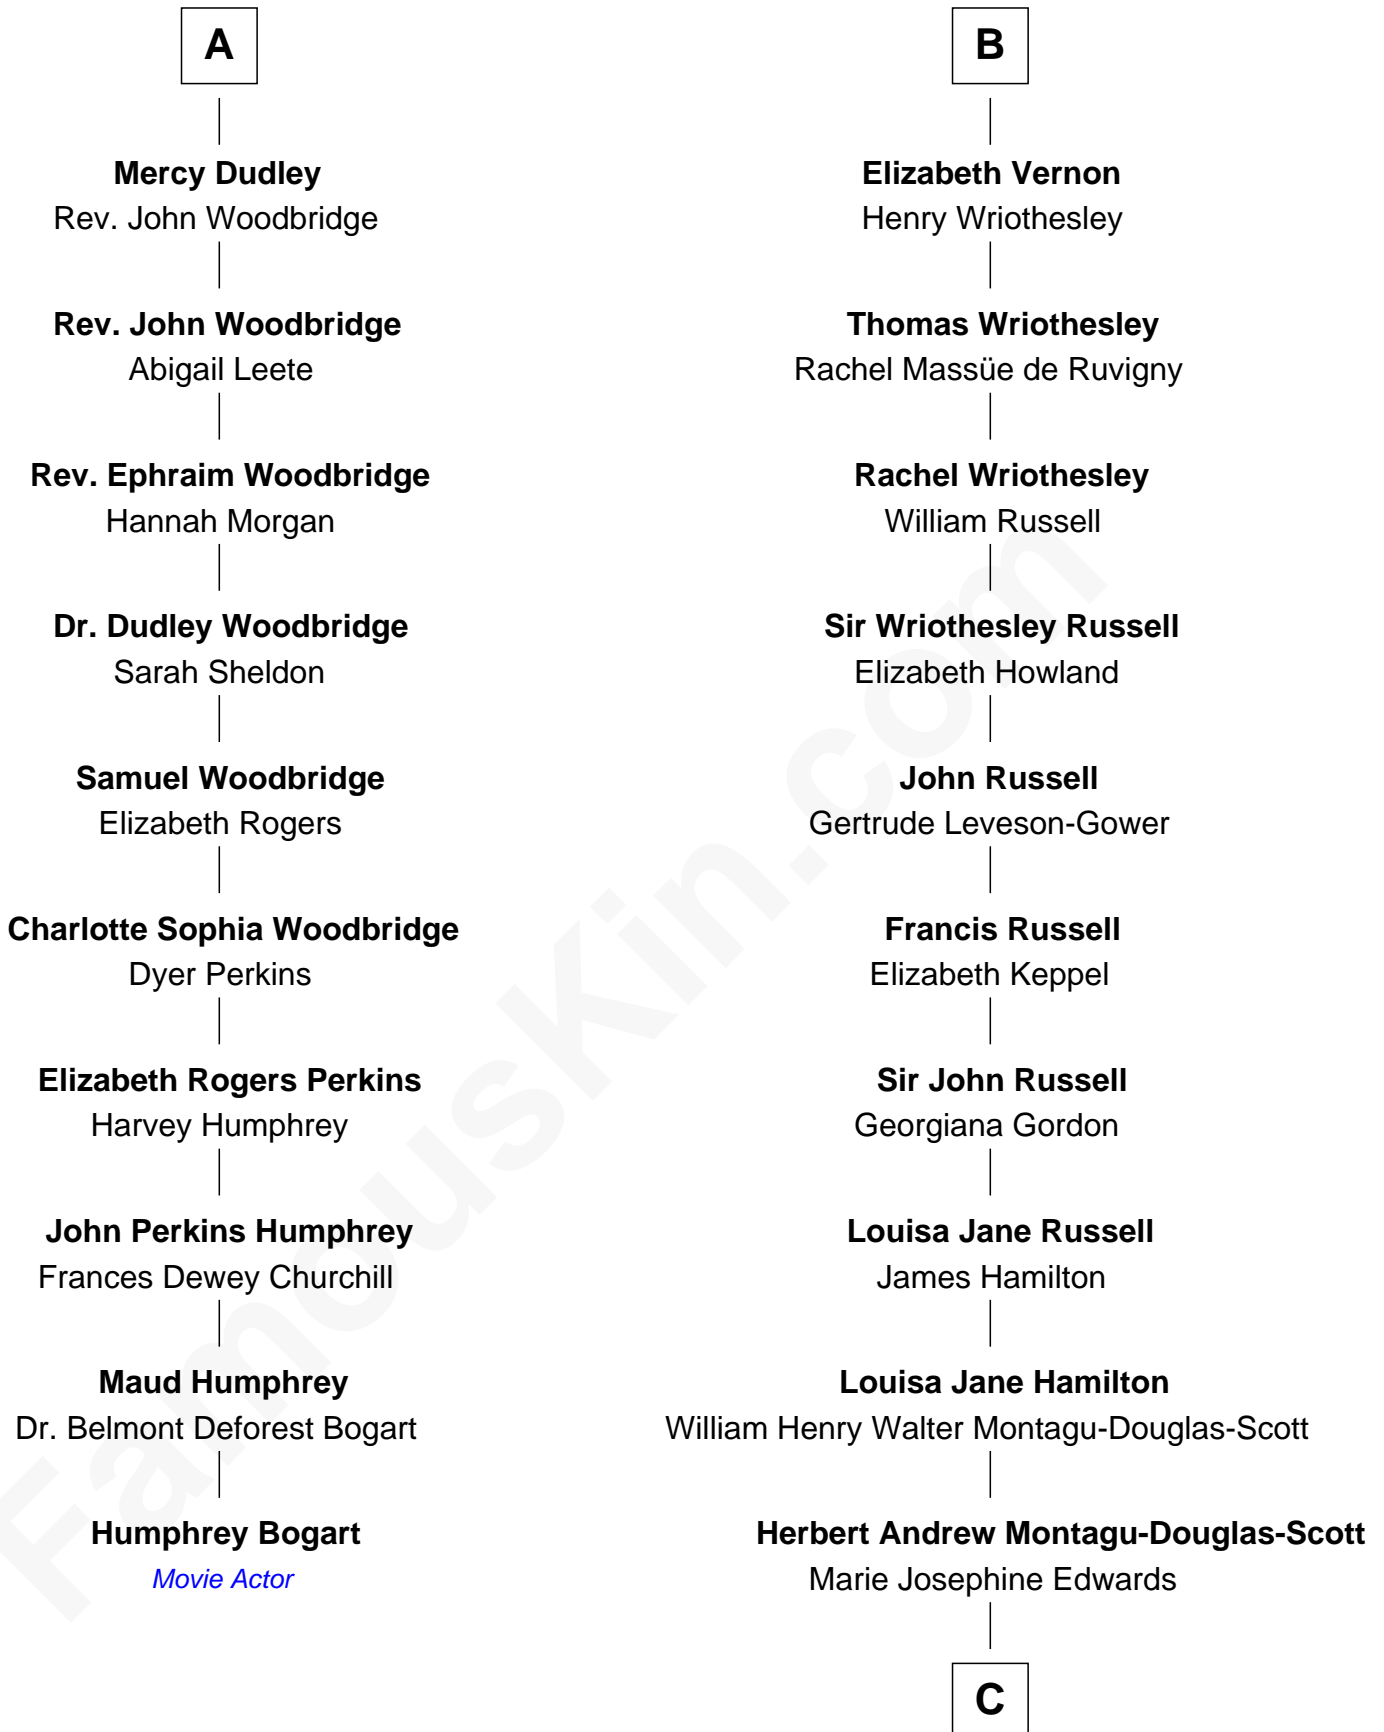 A
Mercy Dudley
Rev. John Woodbridge
Rev. John Woodbridge
Abigail Leete
Rev. Ephraim Woodbridge
Hannah Morgan
Dr. Dudley Woodbridge
Sarah Sheldon
Samuel Woodbridge
Elizabeth Rogers
Charlotte Sophia Woodbridge
Dyer Perkins
Elizabeth Rogers Perkins
Harvey Humphrey
John Perkins Humphrey
Frances Dewey Churchill
Maud Humphrey
Dr. Belmont Deforest Bogart
Humphrey Bogart
Movie Actor
B
Elizabeth Vernon
Henry Wriothesley
Thomas Wriothesley
Rachel Massüe de Ruvigny
Rachel Wriothesley
William Russell
Sir Wriothesley Russell
Elizabeth Howland
John Russell
Gertrude Leveson-Gower
Francis Russell
Elizabeth Keppel
Sir John Russell
Georgiana Gordon
Louisa Jane Russell
James Hamilton
Louisa Jane Hamilton
William Henry Walter Montagu-Douglas-Scott
Herbert Andrew Montagu-Douglas-Scott
Marie Josephine Edwards
C
FamousKin.com